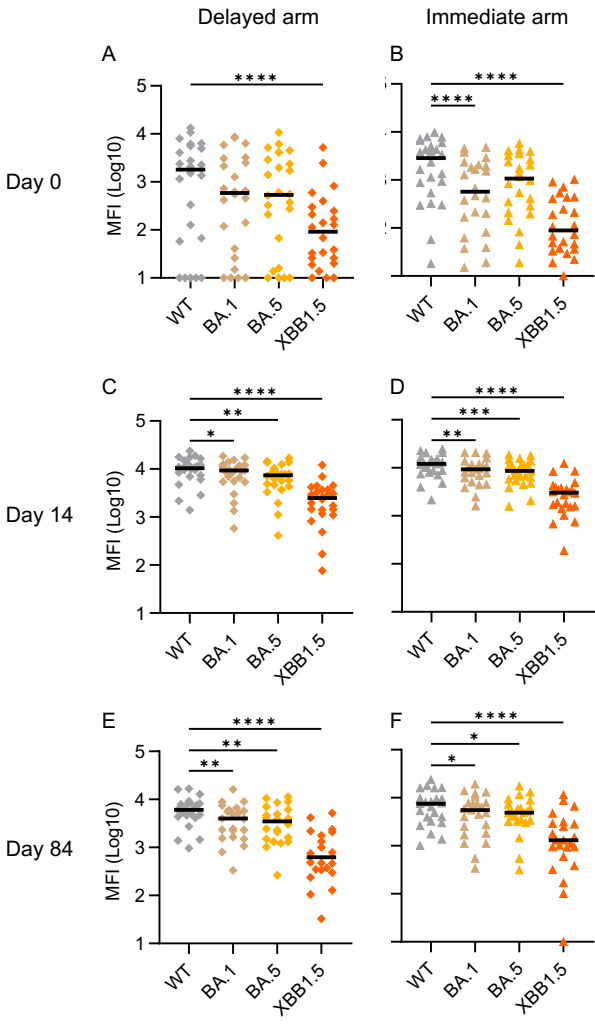 Delayed arm
Immediate arm
A
B
Day 0
MFI (Log10)
5
4
3
2
1
****
****
****
WT
BA.1
BA.5
XBB1.5
WT
BA.1
BA.5
XBB1.5
C
D
Day 14
MFI (Log10)
5
4
3
2
1
****
**
*
****
***
**
WT
BA.1
BA.5
XBB1.5
WT
BA.1
BA.5
XBB1.5
E
F
Day 84
MFI (Log10)
5
4
3
2
1
****
**
**
****
*
*
WT
BA.1
BA.5
XBB1.5
WT
BA.1
BA.5
XBB1.5